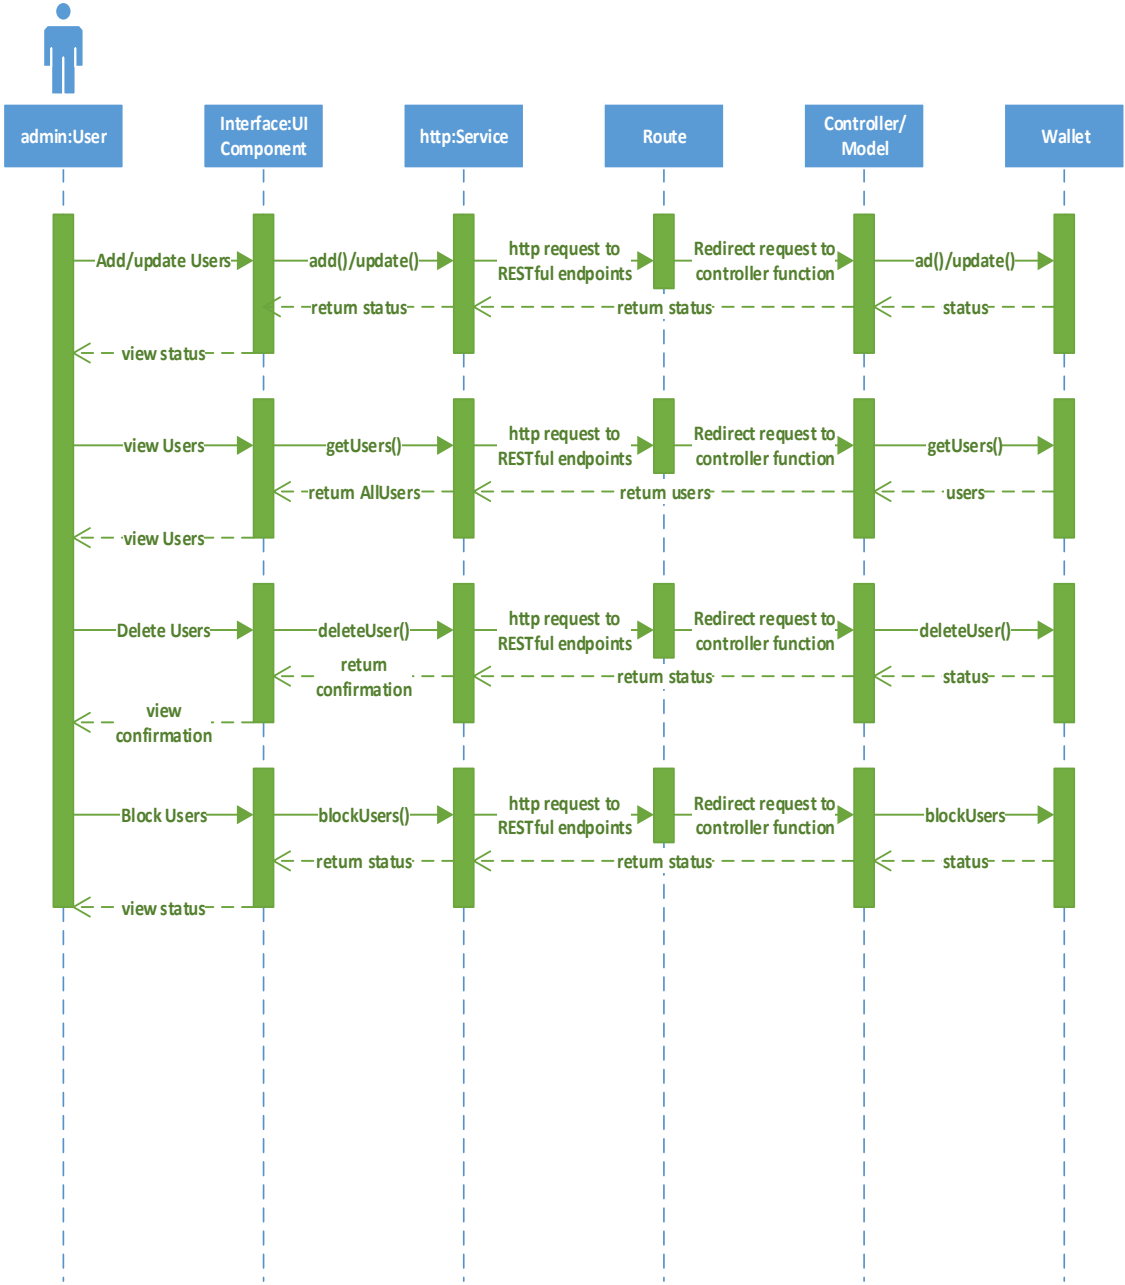 admin:User
Interface:UI
Component
http:Service
Route
Controller/
Model
Wallet
Add/update Users
add()/update()
http request to
RESTful endpoints
Redirect request to
controller function
ad()/update()
return status
return status
status
view status
view Users
getUsers()
http request to
RESTful endpoints
Redirect request to
controller function
getUsers()
return AllUsers
return users
users
view Users
Delete Users
deleteUser()
http request to
RESTful endpoints
Redirect request to
controller function
deleteUser()
return
confirmation
return status
status
view
confirmation
Block Users
blockUsers()
http request to
RESTful endpoints
Redirect request to
controller function
blockUsers
return status
return status
status
view status